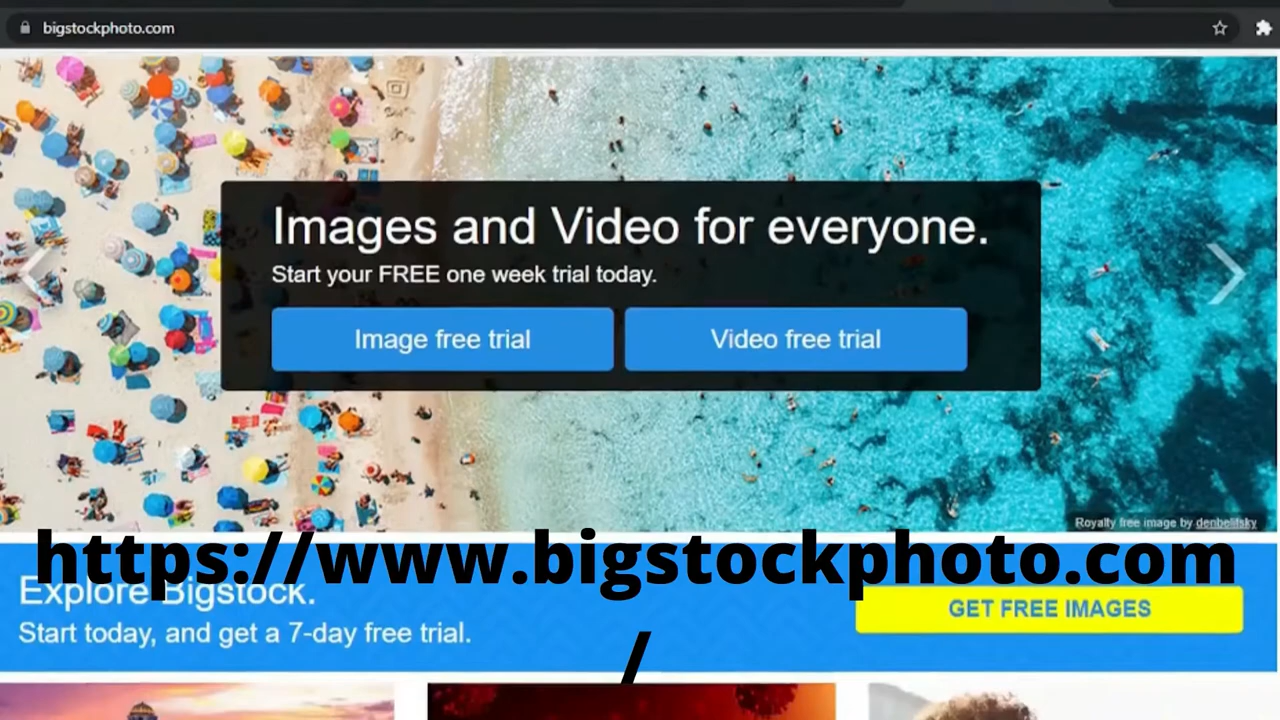 bigstockphoto.com
Images and Video for everyone.
Start your FREE one week trial today.
Image free trial
Video free trial
Royalty free image by denbelitsky
https://www.bigstockphoto.com
/
Explore Bigstock.
GET FREE IMAGES
Start today, and get a 7-day free trial.